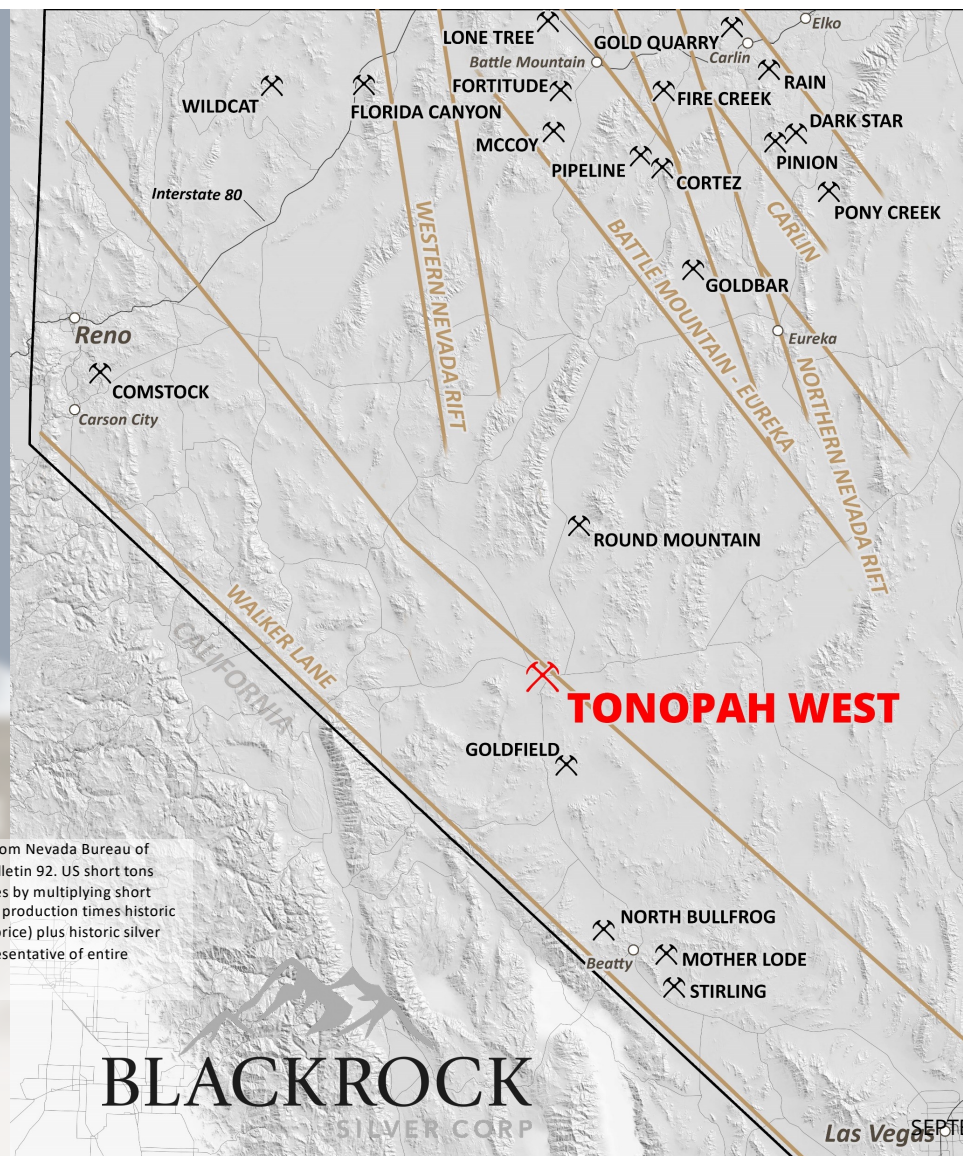 LONE TREE
GOLD QUARRY
Elko
Battle Mountain
Carlin
RAIN
WILDCAT
FLORIDA CANYON
FORTITUDE
FIRE CREEK
DARK STAR
MCCOY
PIPELINE
CORTEZ
PINION
PONY CREEK
Interstate 80
WESTERN NEVADA RIFT
BATTLE MOUNTAIN - EUREKA
CARLIN
GOLDBAR
Reno
Eureka
NORTHERN NEVADA RIFT
COMSTOCK
Carson City
ROUND MOUNTAIN
WALKER LANE
CALIFORNIA
TONOPAH WEST
GOLDFIELD
om Nevada Bureau of
lletin 92. US short tons
es by multiplying short
production times historic
price) plus historic silver
esentative of entire
NORTH BULLFROG
Beatty
MOTHER LODE
STIRLING
BLACKROCK
SILVER CORP
Las Vegas
SEPTE